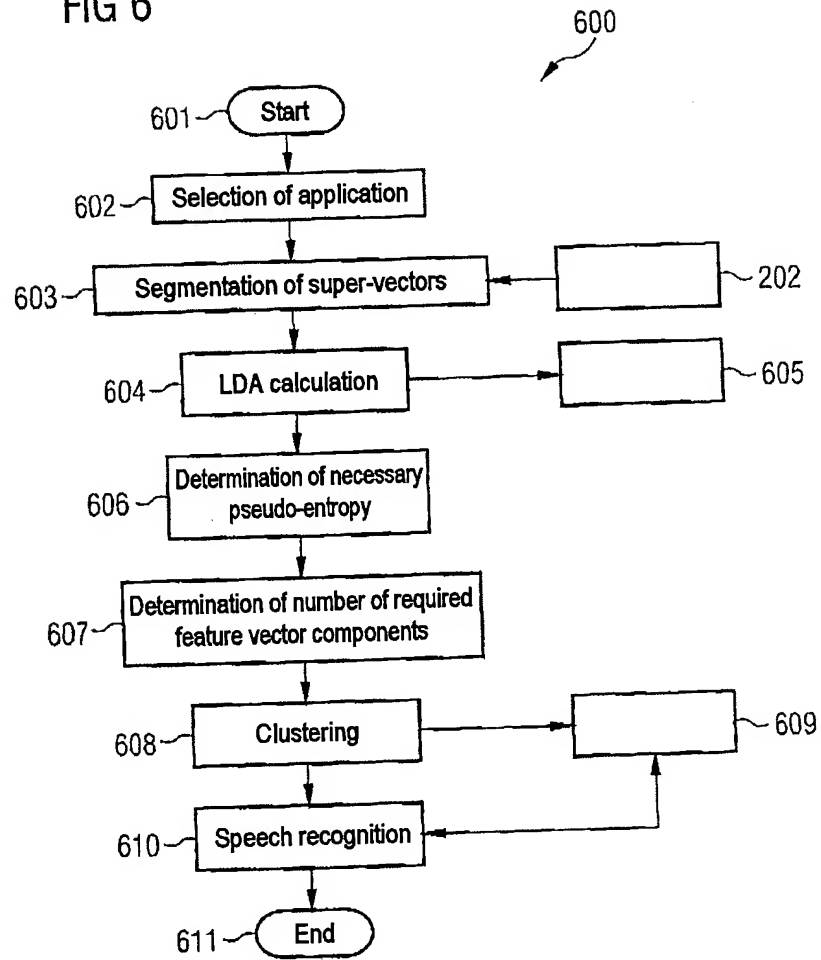 FIG 6
600
601
Start
602
Selection of application
603
Segmentation of super-vectors
202
604
LDA calculation
605
606
Determination of necessary
pseudo-entropy
607
Determination of number of required
feature vector components
608
Clustering
609
610
Speech recognition
611
End